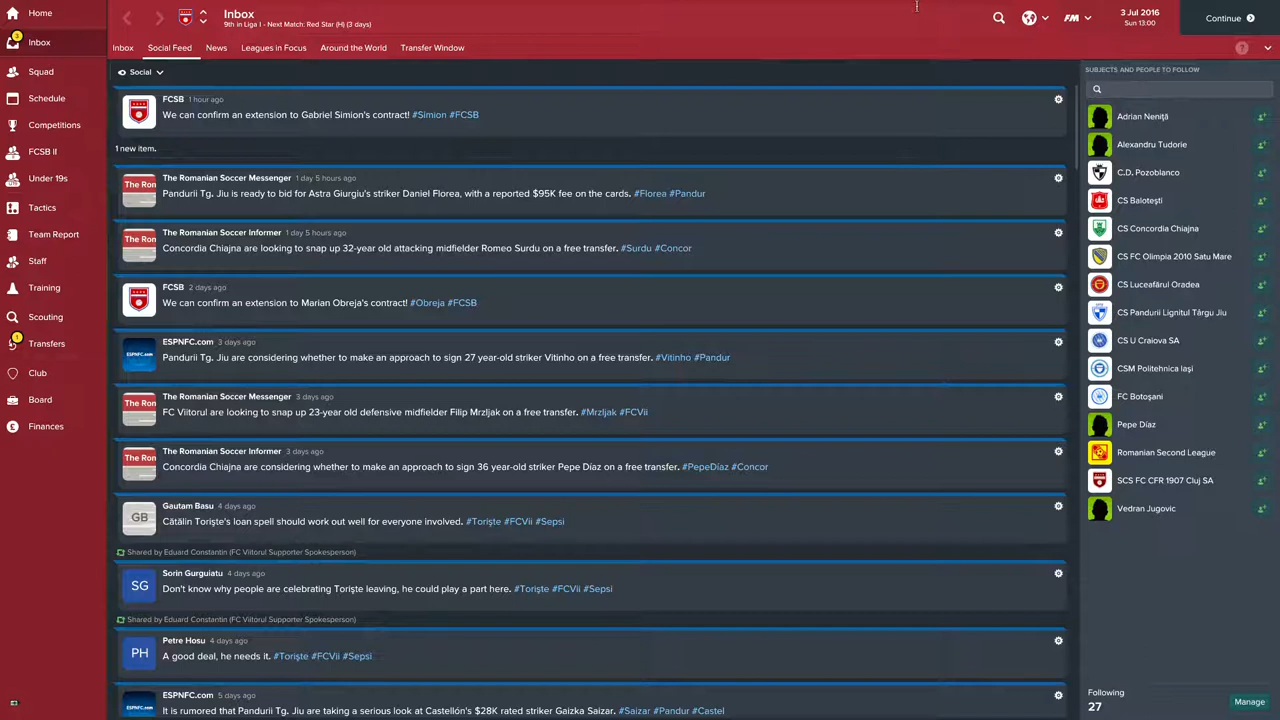 Home
Inbox
9th in Liga I - Next Match: Red Star (H) (3 days)
FM
3 Jul 2016
Sun 13:00
Continue
3
Inbox
Squad
Schedule
Competitions
FCSB II
Under 19s
Tactics
Team Report
Staff
Training
Scouting
1
Transfers
Club
Board
Finances
Inbox Social Feed News Leagues in Focus Around the World Transfer Window
?
Social
FCSB 1 hour ago
We can confirm an extension to Gabriel Simion's contract! #Simion #FCSB
1 new item.
The Ron
The Romanian Soccer Messenger 1 day 5 hours ago
Pandurii Tg. Jiu is ready to bid for Astra Giurgiu's striker Daniel Florea, with a reported $95K fee on the cards. #Florea #Pandur
The Ron
The Romanian Soccer Informer 1 day 5 hours ago
Concordia Chiajna are looking to snap up 32-year old attacking midfielder Romeo Surdu on a free transfer. #Surdu #Concor
FCSB 2 days ago
We can confirm an extension to Marian Obreja's contract! #Obreja #FCSB
ESPNFC.com
ESPNFC.com 3 days ago
Pandurii Tg. Jiu are considering whether to make an approach to sign 27 year-old striker Vitinho on a free transfer. #Vitinho #Pandur
The Ron
The Romanian Soccer Messenger 3 days ago
FC Viitorul are looking to snap up 23-year old defensive midfielder Filip Mrzljak on a free transfer. #Mrzljak #FCVii
The Ron
The Romanian Soccer Informer 3 days ago
Concordia Chiajna are considering whether to make an approach to sign 36 year-old striker Pepe Díaz on a free transfer. #PepeDíaz #Concor
GB
Gautam Basu 4 days ago
Cătălin Toriște's loan spell should work out well for everyone involved. #Toriște #FCVii #Sepsi
Shared by Eduard Constantin (FC Viitorul Supporter Spokesperson)
SG
Sorin Gurguiatu 4 days ago
Don't know why people are celebrating Toriște leaving, he could play a part here. #Toriște #FCVii #Sepsi
Shared by Eduard Constantin (FC Viitorul Supporter Spokesperson)
PH
Petre Hosu 4 days ago
A good deal, he needs it. #Toriște #FCVii #Sepsi
ESPNFC.com
ESPNFC.com 5 days ago
It is rumored that Pandurii Tg. Jiu are taking a serious look at Castellón's $28K rated striker Gaizka Saizar. #Saizar #Pandur #Castel
SUBJECTS AND PEOPLE TO FOLLOW
Adrian Neniță
Alexandru Tudorie
C.D. Pozoblanco
CS Balotești
CS Concordia Chiajna
CS FC Olimpia 2010 Satu Mare
CS Luceafărul Oradea
CS Pandurii Lignitul Târgu Jiu
CS U Craiova SA
CSM Politehnica Iași
FC Botoșani
Pepe Díaz
Romanian Second League
SCS FC CFR 1907 Cluj SA
Vedran Jugovic
Following
27
Manage